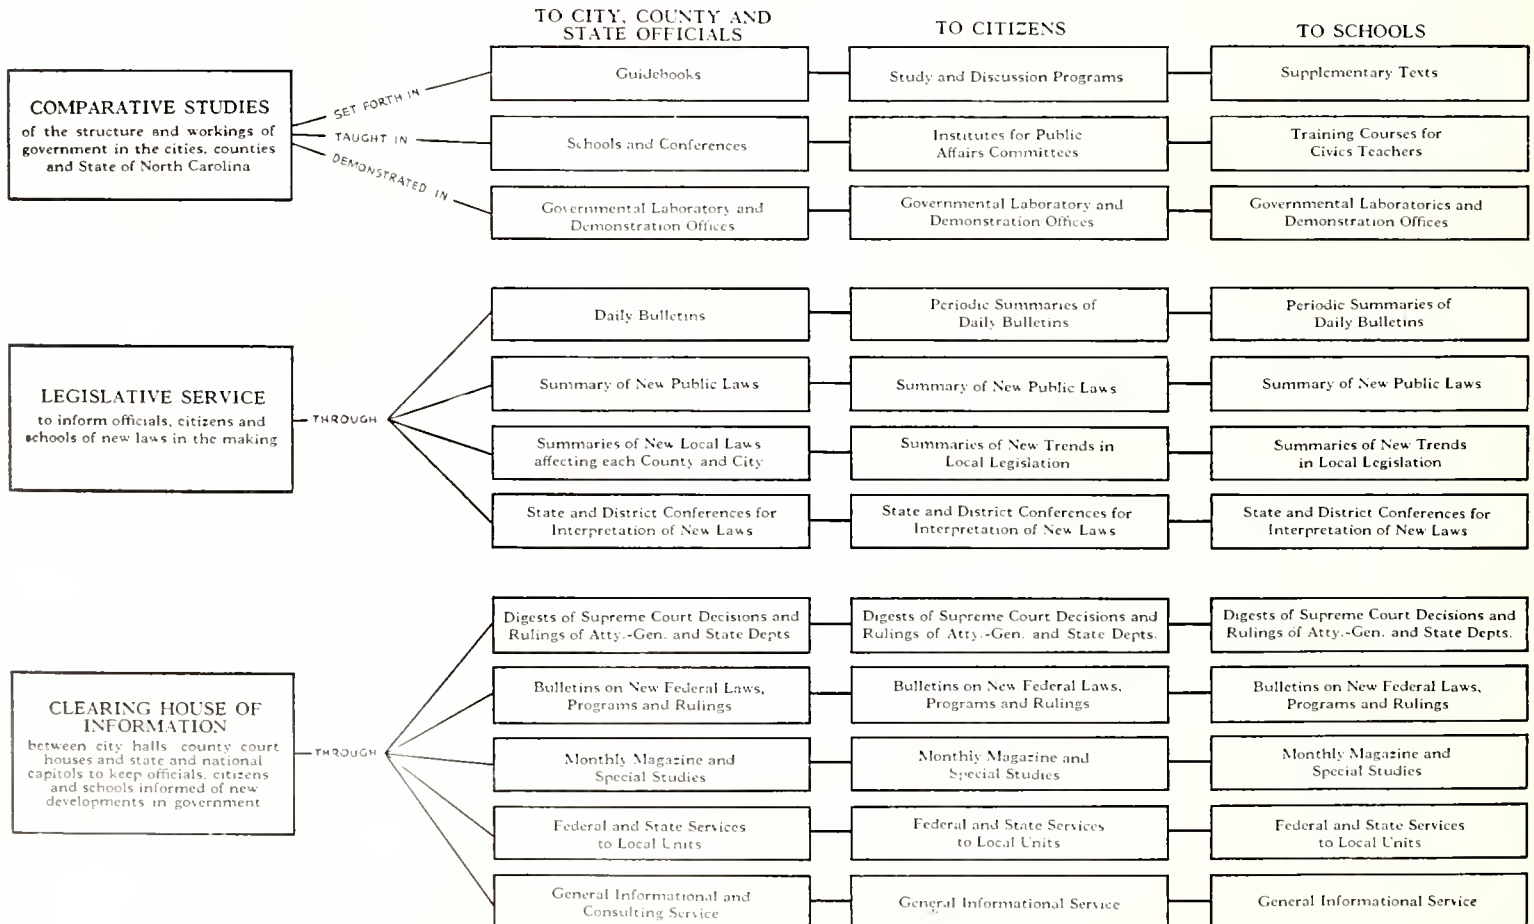 TO CITY, COUNTY AND
STATE OFFICIALS
TO CITIZENS
TO SCHOOLS
COMPARATIVE STUDIES
of the structure and workings of
government in the cities, counties
and State of North Carolina
SET FORTH IN
TAUGHT IN
DEMONSTRATED IN
Guidebooks
Study and Discussion Programs
Supplementary Texts
Schools and Conferences
Institutes for Public
Affairs Committees
Training Courses for
Civics Teachers
Governmental Laboratory and
Demonstration Offices
Governmental Laboratory and
Demonstration Offices
Governmental Laboratories and
Demonstration Offices
LEGISLATIVE SERVICE
to inform officials, citizens and
schools of new laws in the making
THROUGH
Daily Bulletins
Periodic Summaries of
Daily Bulletins
Periodic Summaries of
Daily Bulletins
Summary of New Public Laws
Summary of New Public Laws
Summary of New Public Laws
Summaries of New Local Laws
affecting each County and City
Summaries of New Trends in
Local Legislation
Summaries of New Trends
in Local Legislation
State and District Conferences for
Interpretation of New Laws
State and District Conferences for
Interpretation of New Laws
State and District Conferences for
Interpretation of New Laws
CLEARING HOUSE OF
INFORMATION
between city halls county court
houses and state and national
capitols to keep officials, citizens
and schools informed of new
developments in government
THROUGH
Digests of Supreme Court Decisions and
Rulings of Atty.-Gen. and State Depts
Digests of Supreme Court Decisions and
Rulings of Atty.-Gen. and State Depts.
Digests of Supreme Court Decisions and
Rulings of Atty.-Gen. and State Depts.
Bulletins on New Federal Laws,
Programs and Rulings
Bulletins on New Federal Laws,
Programs and Rulings
Bulletins on New Federal Laws,
Programs and Rulings
Monthly Magazine and
Special Studies
Monthly Magazine and
Special Studies
Monthly Magazine and
Special Studies
Federal and State Services
to Local Units
Federal and State Services
to Local Units
Federal and State Services
to Local Units
General Informational and
Consulting Service
General Informational Service
General Informational Service